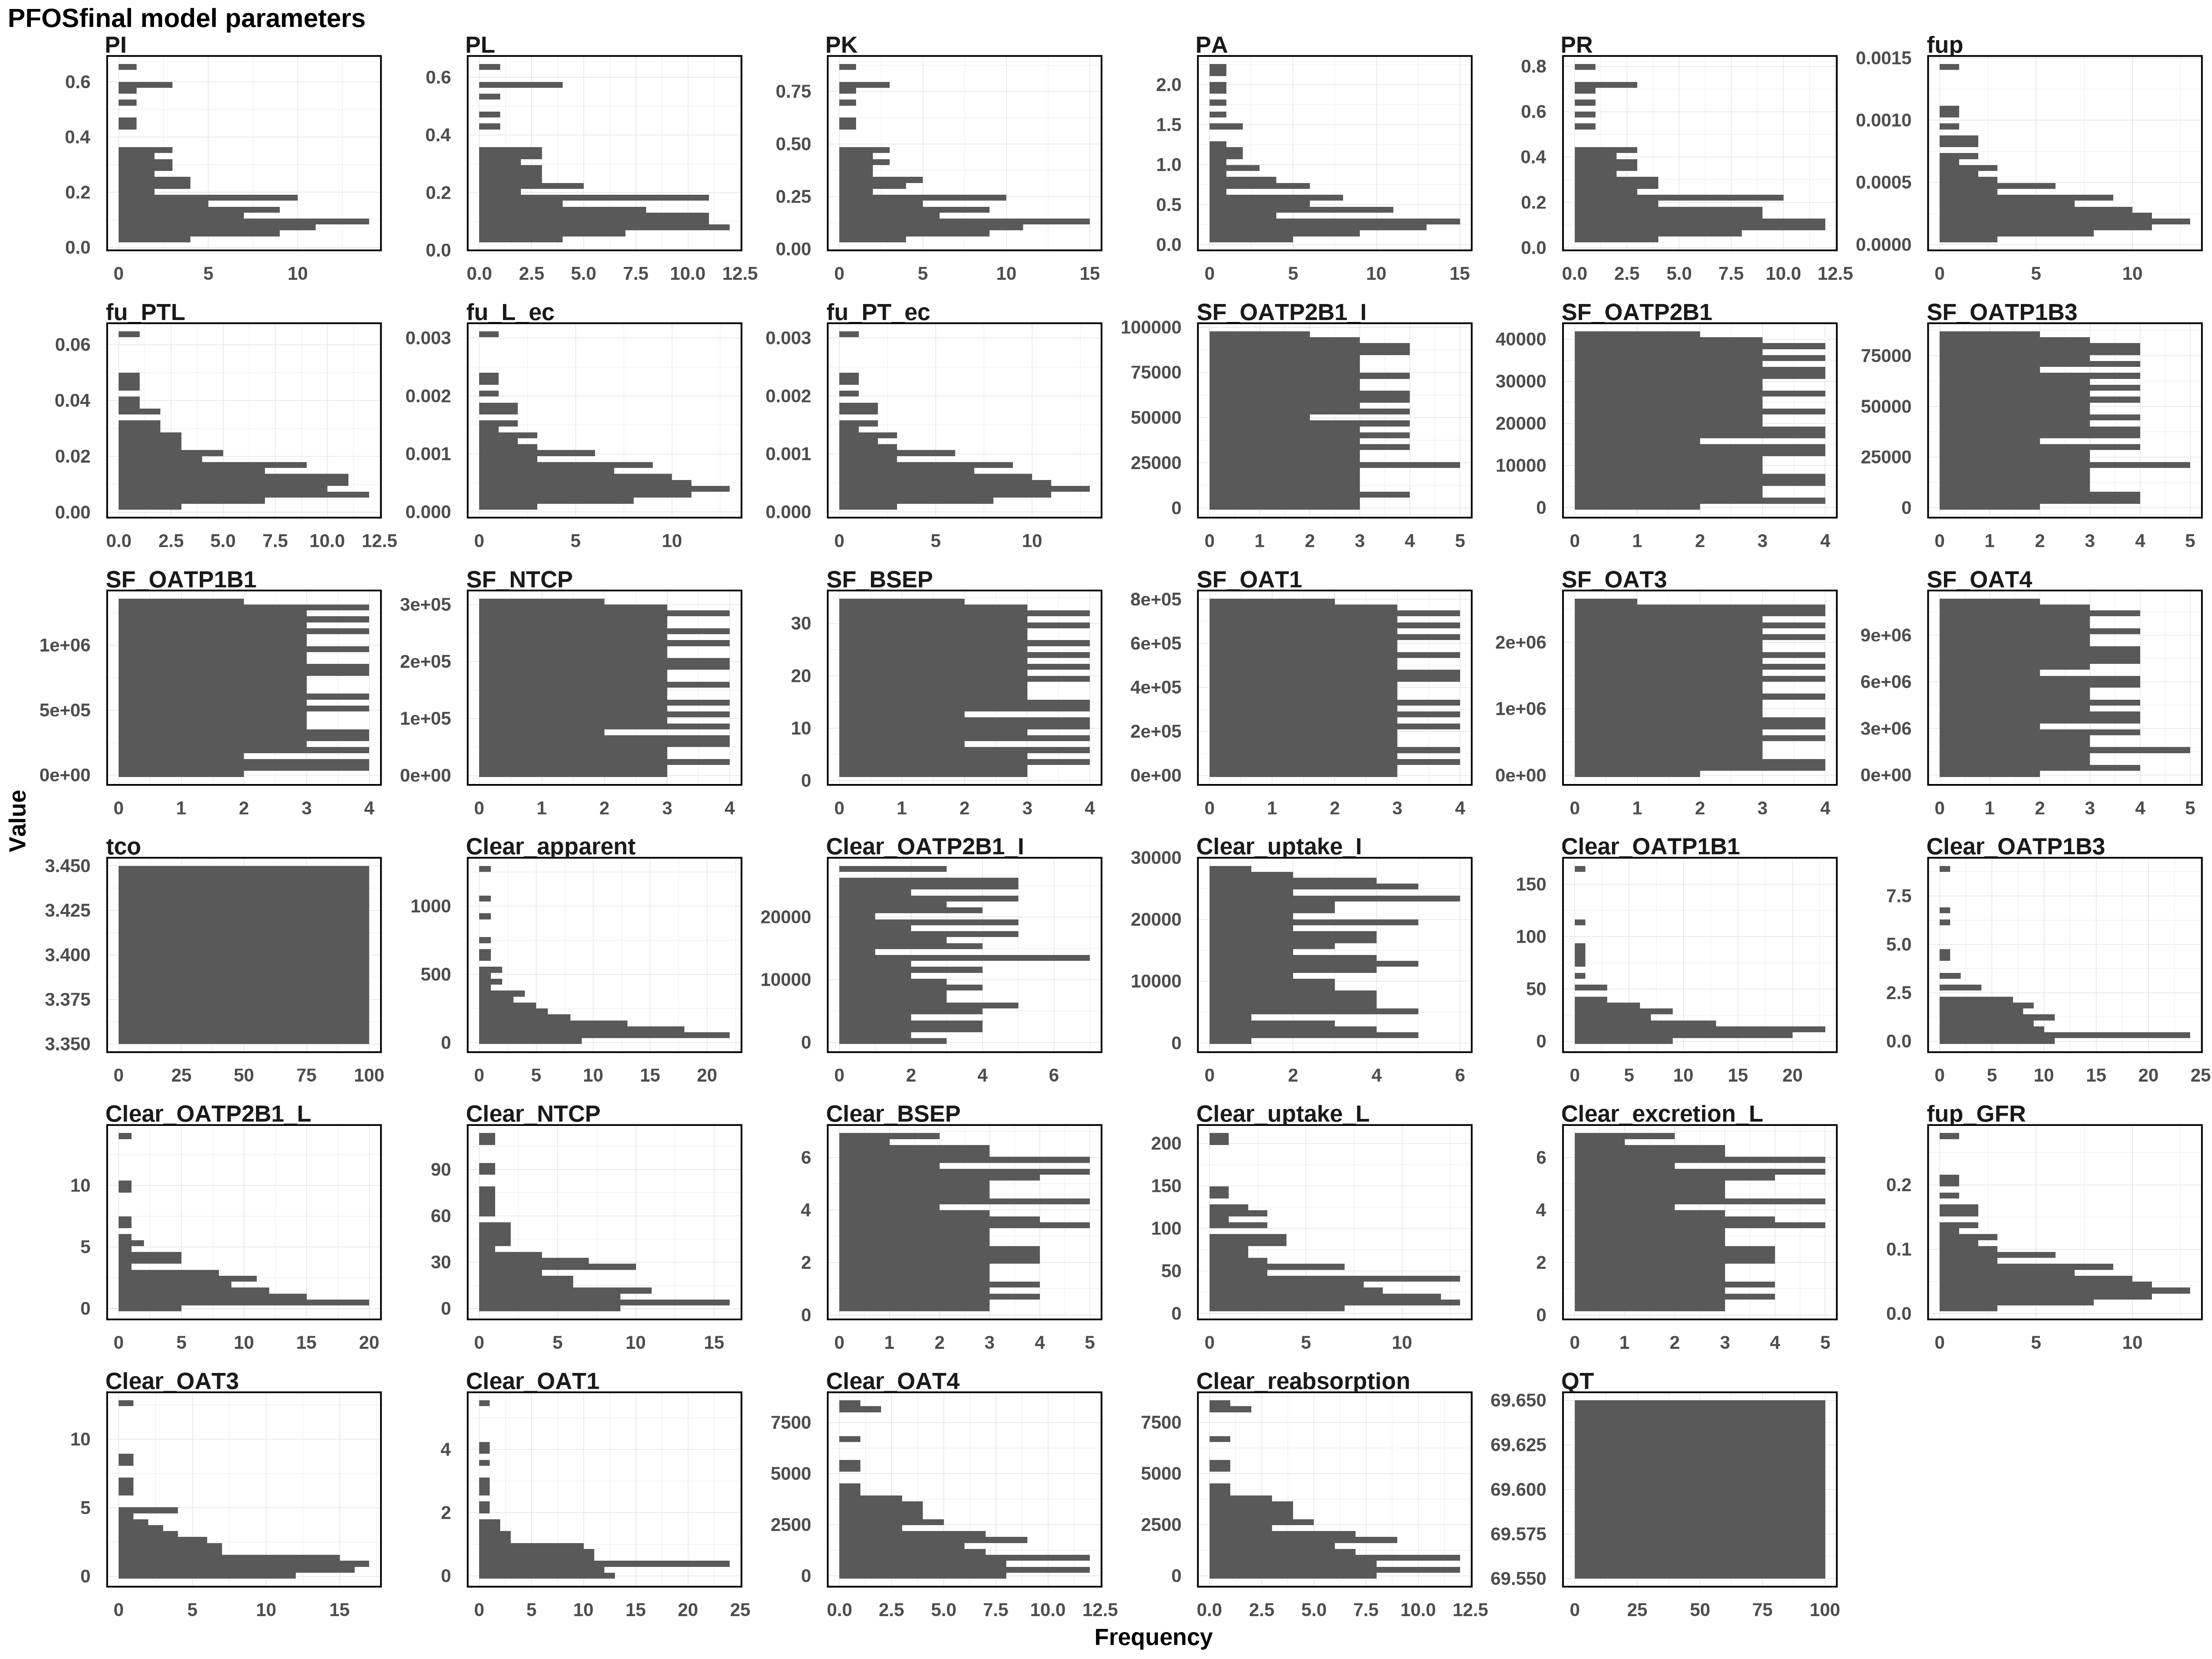 PFOSfinal model parameters
PI PL PK PA PR fup
0.6 0.4 0.2 0.0
0 5 10
0.6 0.4 0.2 0.0
0.0 2.5 5.0 7.5 10.0 12.5
0.75 0.50 0.25 0.00
0 5 10 15
2.0 1.5 1.0 0.5 0.0
0 5 10 15
0.8 0.6 0.4 0.2 0.0
0.0 2.5 5.0 7.5 10.0 12.5
0.0015 0.0010 0.0005 0.0000
0 5 10
fu_PTL fu_L_ec fu_PT_ec SF_OATP2B1_I SF_OATP2B1 SF_OATP1B3
0.06 0.04 0.02 0.00
0.0 2.5 5.0 7.5 10.0 12.5
0.003 0.002 0.001 0.000
0 5 10
0.003 0.002 0.001 0.000
0 5 10
100000 75000 50000 25000 0
0 1 2 3 4 5
40000 30000 20000 10000 0
0 1 2 3 4
75000 50000 25000 0
0 1 2 3 4 5
SF_OATP1B1 SF_NTCP SF_BSEP SF_OAT1 SF_OAT3 SF_OAT4
1e+06 5e+05 0e+00
0 1 2 3 4
3e+05 2e+05 1e+05 0e+00
0 1 2 3 4
30 20 10 0
0 1 2 3 4
8e+05 6e+05 4e+05 2e+05 0e+00
0 1 2 3 4
2e+06 1e+06 0e+00
0 1 2 3 4
9e+06 6e+06 3e+06 0e+00
0 1 2 3 4 5
Value
tco Clear_apparent Clear_OATP2B1_I Clear_uptake_I Clear_OATP1B1 Clear_OATP1B3
3.450 3.425 3.400 3.375 3.350
0 25 50 75 100
1000 500 0
0 5 10 15 20
20000 10000 0
0 2 4 6
30000 20000 10000 0
0 2 4 6
150 100 50 0
0 5 10 15 20
7.5 5.0 2.5 0.0
0 5 10 15 20 25
Clear_OATP2B1_L Clear_NTCP Clear_BSEP Clear_uptake_L Clear_excretion_L fup_GFR
10 5 0
0 5 10 15 20
90 60 30 0
0 5 10 15
6 4 2 0
0 1 2 3 4 5
200 150 100 50 0
0 5 10
6 4 2 0
0 1 2 3 4 5
0.2 0.1 0.0
0 5 10
Clear_OAT3 Clear_OAT1 Clear_OAT4 Clear_reabsorption QT
10 5 0
0 5 10 15
4 2 0
0 5 10 15 20 25
7500 5000 2500 0
0.0 2.5 5.0 7.5 10.0 12.5
7500 5000 2500 0
0.0 2.5 5.0 7.5 10.0 12.5
69.650 69.625 69.600 69.575 69.550
0 25 50 75 100
Frequency